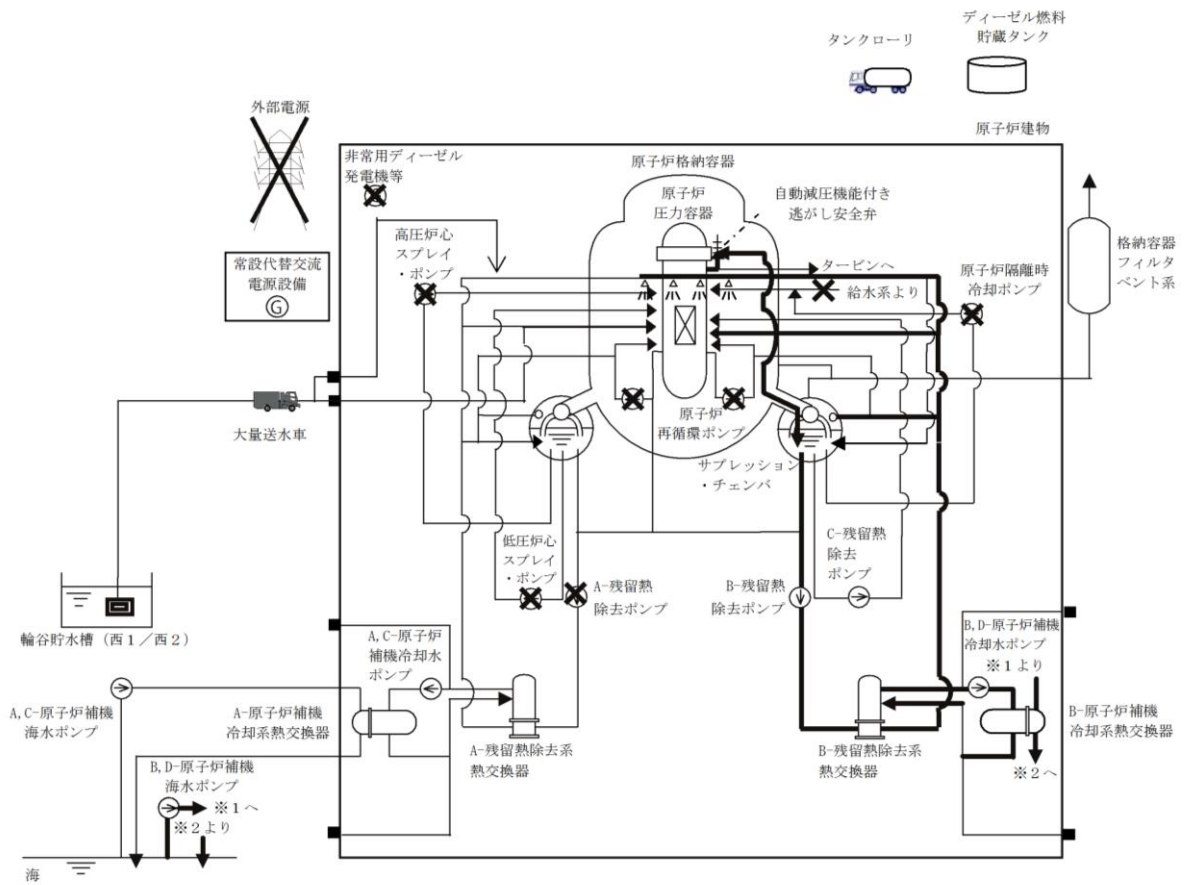 ディーゼル燃料
貯蔵タンク
タンクローリ
外部電源
原子炉建物
非常用ディーゼル
発電機等
原子炉格納容器
原子炉
圧力容器
自動減圧機能付き
逃がし安全弁
高圧炉心
スプレイ
・ポンプ
常設代替交流
電源設備
G
タービンへ
給水系より
原子炉隔離時
冷却ポンプ
格納容器
フィルタ
ベント系
大量送水車
原子炉
再循環ポンプ
サプレッション
・チェンバ
低圧炉心
スプレイ
・ポンプ
A-残留熱
除去ポンプ
B-残留熱
除去ポンプ
C-残留熱
除去
ポンプ
輪谷貯水槽（西1／西2）
A,C-原子炉
補機冷却水
ポンプ
B,D-原子炉補機
冷却水ポンプ
※1より
A,C-原子炉補機
海水ポンプ
A-原子炉補機
冷却系熱交換器
A-残留熱除去系
熱交換器
B-残留熱除去系
熱交換器
B-原子炉補機
冷却系熱交換器
※2へ
B,D-原子炉補機
海水ポンプ
※1へ
※2より
海